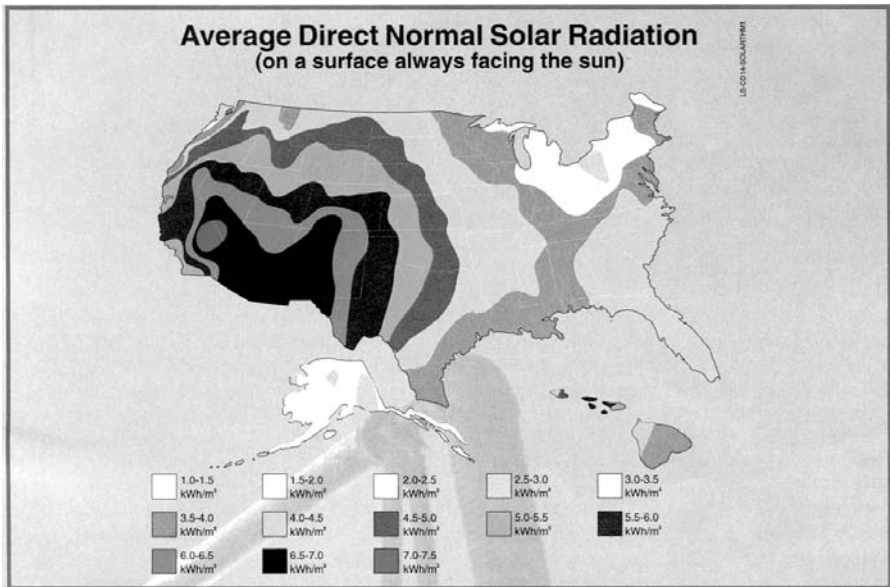 Average Direct Normal Solar Radiation
(on a surface always facing the sun)
1.0-1.5
kWh/m²
1.5-2.0
kWh/m²
2.0-2.5
kWh/m²
2.5-3.0
kWh/m²
3.0-3.5
kWh/m²
3.5-4.0
kWh/m²
4.0-4.5
kWh/m²
4.5-5.0
kWh/m²
5.0-5.5
kWh/m²
5.5-6.0
kWh/m²
6.0-6.5
kWh/m²
6.5-7.0
kWh/m²
7.0-7.5
kWh/m²